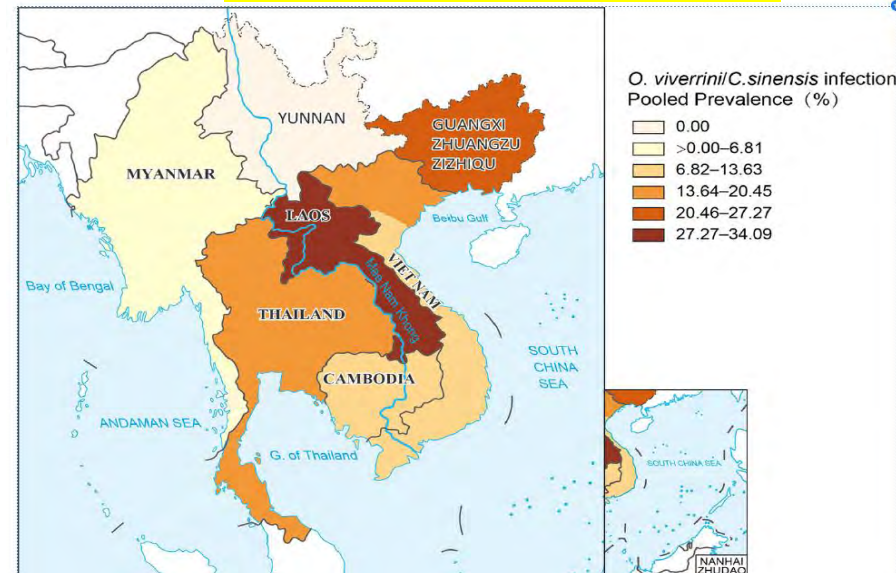 O. viverrini/C.sinensis infection
Pooled Prevalence (%)
0.00
>0.00–6.81
6.82–13.63
13.64–20.45
20.46–27.27
27.27–34.09
YUNNAN
GUANGXI
ZHUANGZU
ZIZHIQU
MYANMAR
LAOS
Beibu Gulf
VIET NAM
Mae Nam Khong
Bay of Bengal
THAILAND
SOUTH
CHINA
SEA
CAMBODIA
ANDAMAN SEA
G. of Thailand
SOUTH CHINA SEA
NANHAI
ZHUDAO